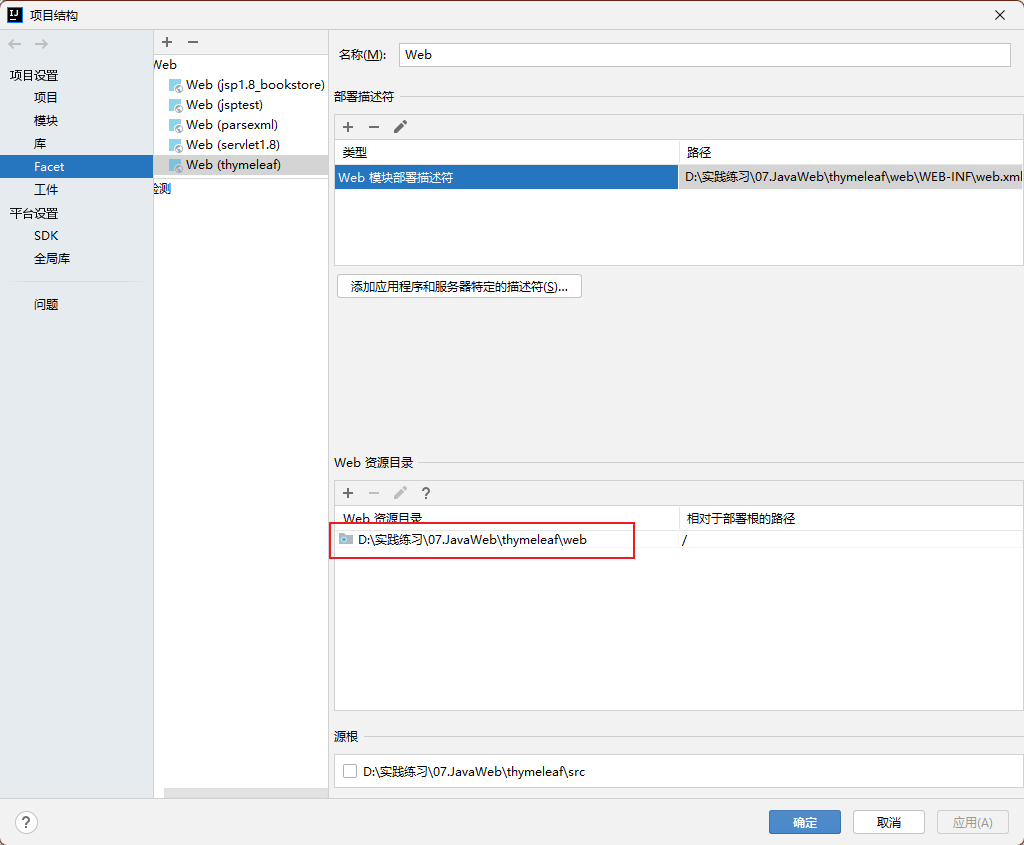 项目结构
项目设置
项目
模块
库
Facet
工件
平台设置
SDK
全局库
问题
Web
Web (jsp1.8_bookstore)
Web (jsptest)
Web (parsexml)
Web (servlet1.8)
Web (thymeleaf)
检测
名称(M): Web
部署描述符
类型 路径
Web 模块部署描述符 D:\实践练习\07.JavaWeb\thymeleaf\web\WEB-INF\web.xml
添加应用程序和服务器特定的描述符(S)...
Web 资源目录
?
Web 资源目录 相对于部署根的路径
D:\实践练习\07.JavaWeb\thymeleaf\web /
源根
D:\实践练习\07.JavaWeb\thymeleaf\src
? 确定 取消 应用(A)